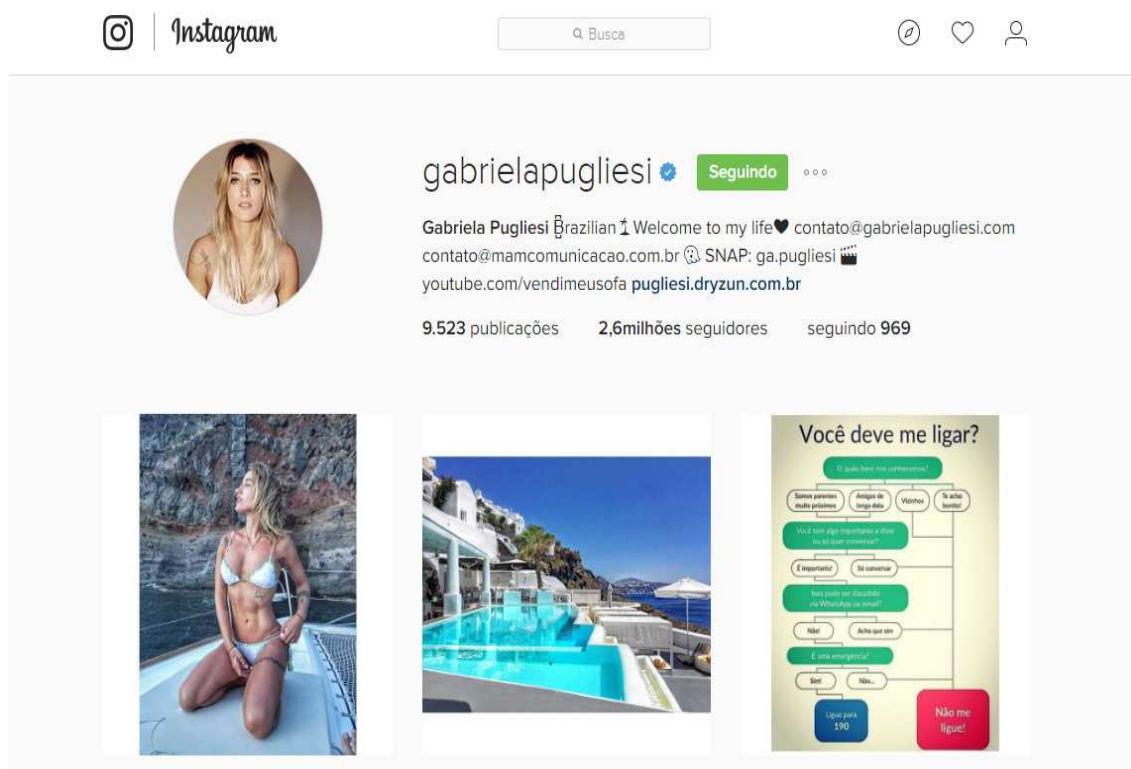 Instagram
Busca
gabrielapugliesi Seguindo
Gabriela Pugliesi Brazilian Welcome to my life♥ contato@gabrielapugliesi.com
contato@mamcomunicacao.com.br SNAP: ga.pugliesi
youtube.com/vendimeusofa pugliesi.dryzun.com.br
9.523 publicações 2,6milhões seguidores seguindo 969
Você deve me ligar?
O quão bem nos conhecemos?
Somos parentes
muito próximos
Amigos de
longa data
Vizinhos
Te acho
bonito!
Você tem algo importante a dizer
ou só quer conversar?
É importante!
Só conversar
Isso pode ser discutido
via WhatsApp ou email?
Não!
Acho que sim
É uma emergência?
Sim!
Não...
Ligue para
190
Não me
ligue!